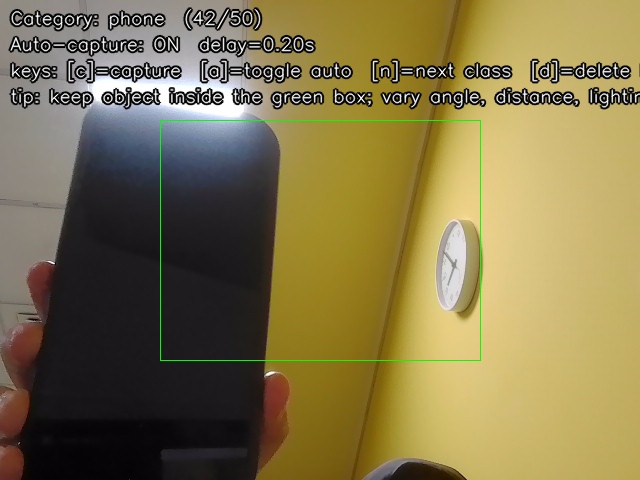 Category: phone (42/50)
Auto-capture: ON delay=0.20s
keys: [c]=capture [a]=toggle auto [n]=next class [d]=delete
tip: keep object inside the green box; vary angle, distance, lightin